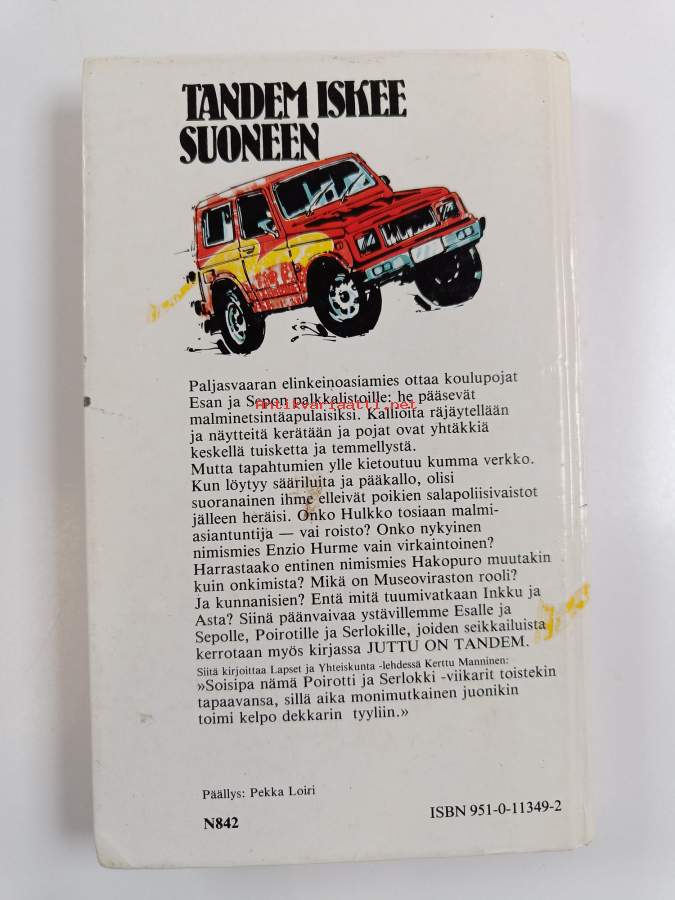 TANDEM ISKEE
SUONEEN
Paljasvaaran elinkeinoasiamies ottaa koulupojat
Esan ja Sepon palkkalistoille: he pääsevät
Antikvariaatti.net
malminetsintäapulaisiksi. Kallioita räjäytellään
ja näytteitä kerätään ja pojat ovat yhtäkkiä
keskellä tuisketta ja temmellystä.
Mutta tapahtumien ylle kietoutuu kumma verkko.
Kun löytyy sääriluita ja pääkallo, olisi
suoranainen ihme elleivät poikien salapoliisivaistot
jälleen heräisi. Onko Hulkko tosiaan malmi-
asiantuntija — vai roisto? Onko nykyinen
nimismies Enzio Hurme vain virkaintoinen?
Harrastaako entinen nimismies Hakopuro muutakin
kuin onkimista? Mikä on Museoviraston rooli?
Ja kunnanisien? Entä mitä tuumivatkaan Inkku ja
Asta? Siinä päänvaivaa ystävillemme Esalle ja
Sepolle, Poirotille ja Serlokille, joiden seikkailuista
kerrotaan myös kirjassa JUTTU ON TANDEM.
Siitä kirjoittaa Lapset ja Yhteiskunta -lehdessä Kerttu Manninen:
»Soisipa nämä Poirotti ja Serlokki -viikarit toistekin
tapaavansa, sillä aika monimutkainen juonikin
toimi kelpo dekkarin tyyliin.»
Päällys: Pekka Loiri
N842
ISBN 951-0-11349-2